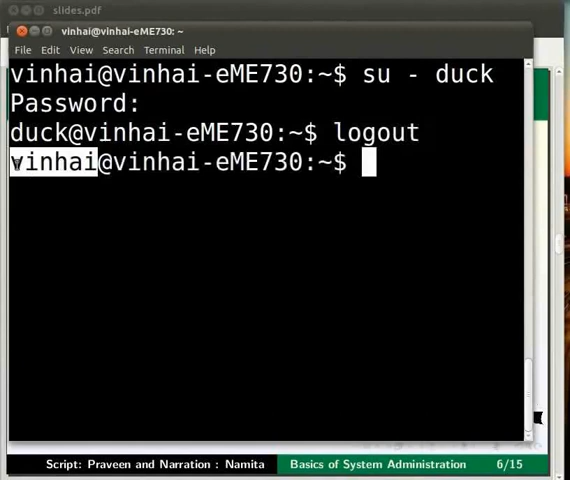 slides.pdf
vinhai@vinhai-eME730: ~
File Edit View Search Terminal Help
vinhai@vinhai-eME730:~$ su - duck
Password:
duck@vinhai-eME730:~$ logout
vinhai@vinhai-eME730:~$
Script: Praveen and Narration : Namita Basics of System Administration 6/15